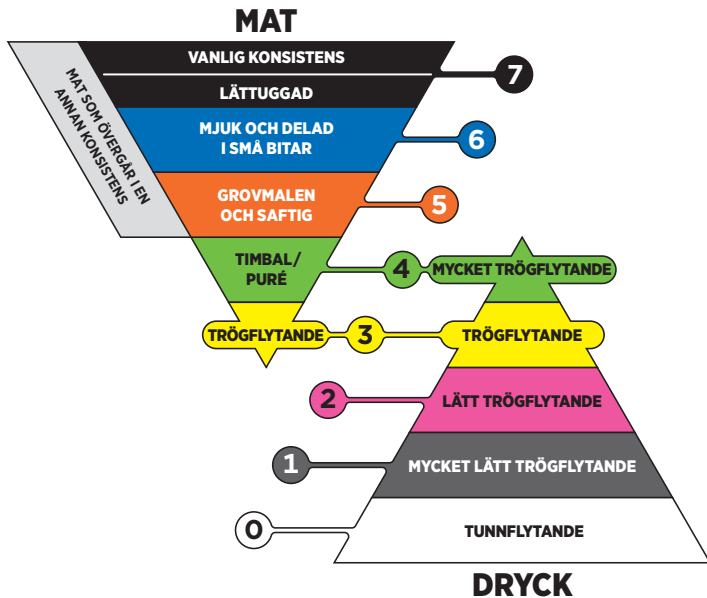 MAT
VANLIG KONSISTENS
7
LÄTTUGGAD
MAT SOM ÖVERGÅR I EN
ANNAN KONSISTENS
MJUK OCH DELAD
I SMÅ BITAR
6
GROVMALEN
OCH SAFTIG
5
TIMBAL/
PURÉ
4
MYCKET TRÖGFLYTANDE
TRÖGFLYTANDE
3
TRÖGFLYTANDE
2
LÄTT TRÖGFLYTANDE
1
MYCKET LÄTT TRÖGFLYTANDE
0
TUNNFLYTANDE
DRYCK